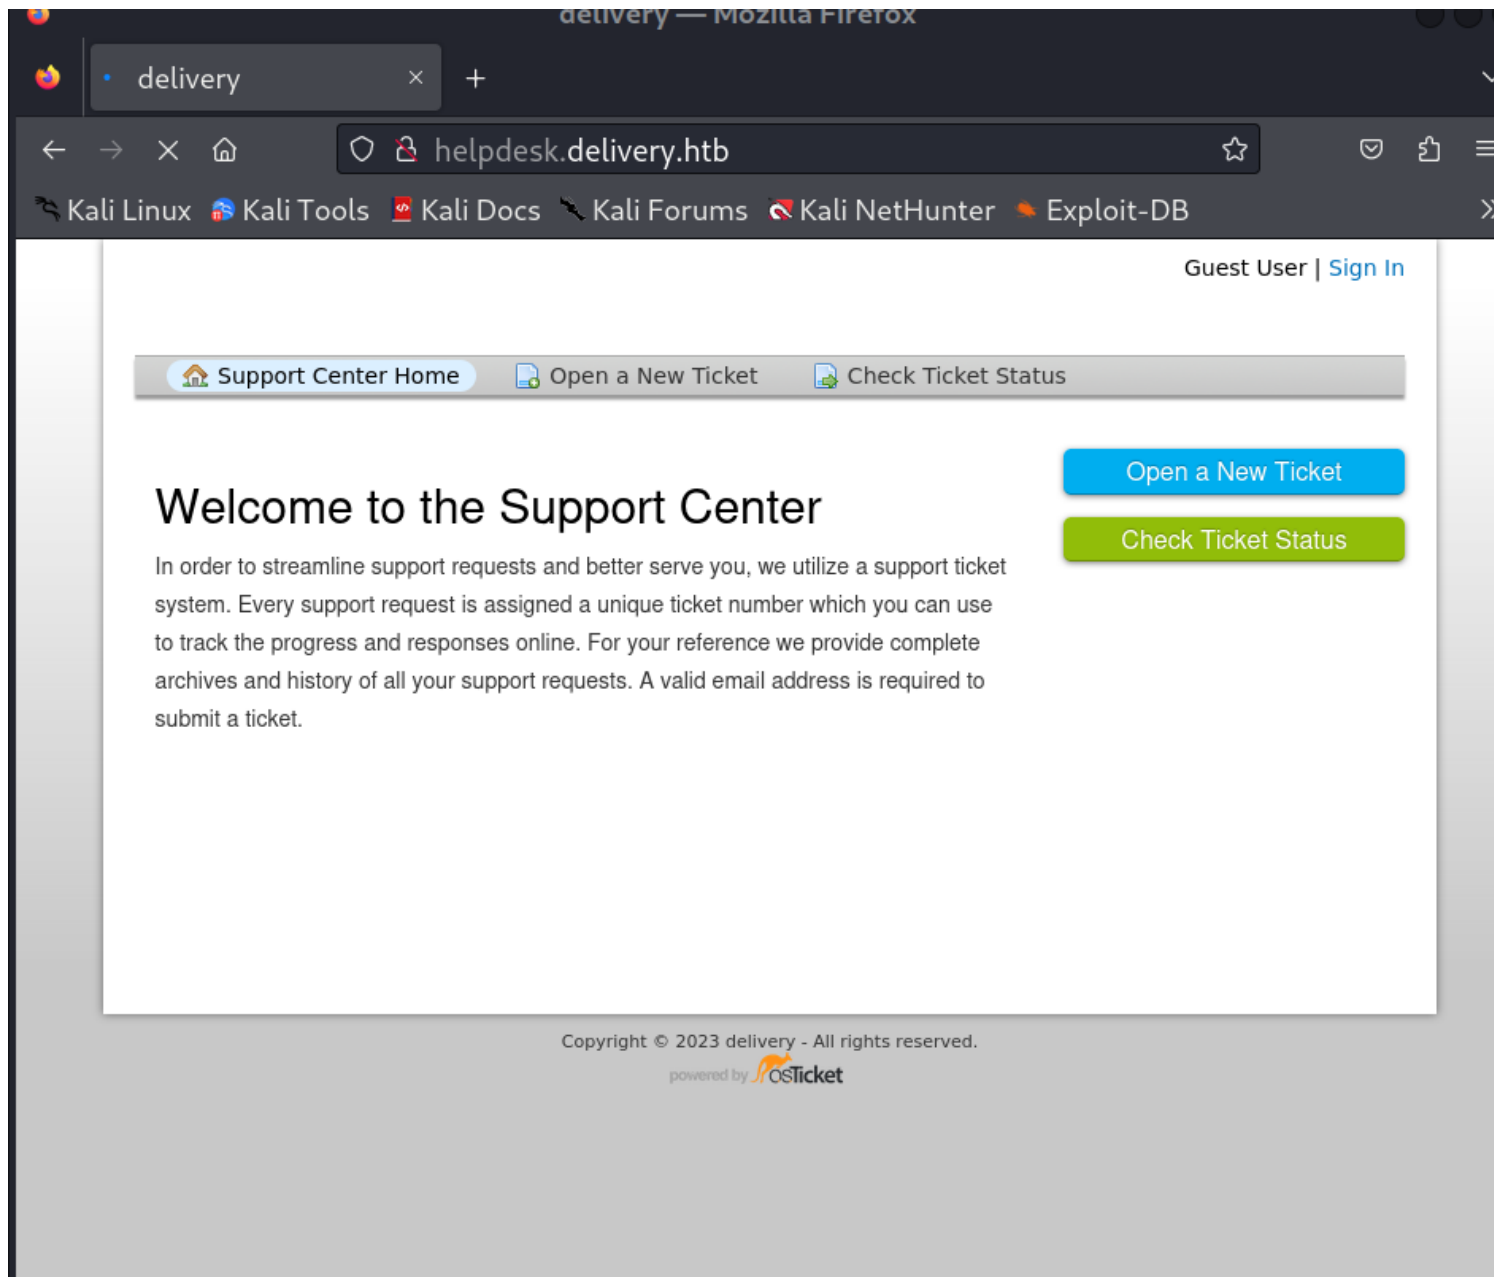 delivery — Mozilla Firefox
delivery
helpdesk.delivery.htb
Kali Linux Kali Tools Kali Docs Kali Forums Kali NetHunter Exploit-DB
Guest User | Sign In
Support Center Home Open a New Ticket Check Ticket Status
Open a New Ticket
Welcome to the Support Center
Check Ticket Status
In order to streamline support requests and better serve you, we utilize a support ticket
system. Every support request is assigned a unique ticket number which you can use
to track the progress and responses online. For your reference we provide complete
archives and history of all your support requests. A valid email address is required to
submit a ticket.
Copyright © 2023 delivery - All rights reserved.
powered by osTicket